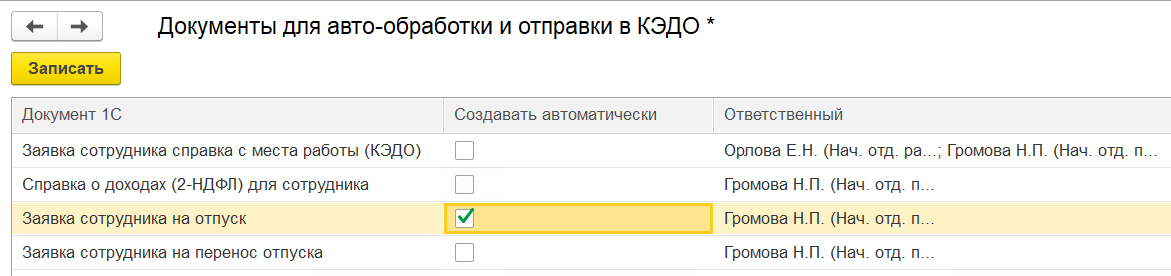 Документы для авто-обработки и отправки в КЭДО *
Записать
Документ 1С Создавать автоматически Ответственный
Заявка сотрудника справка с места работы (КЭДО) Орлова Е.Н. (Нач. отд. ра...; Громова Н.П. (Нач. отд. п...
Справка о доходах (2-НДФЛ) для сотрудника Громова Н.П. (Нач. отд. п...
Заявка сотрудника на отпуск Громова Н.П. (Нач. отд. п...
Заявка сотрудника на перенос отпуска Громова Н.П. (Нач. отд. п...